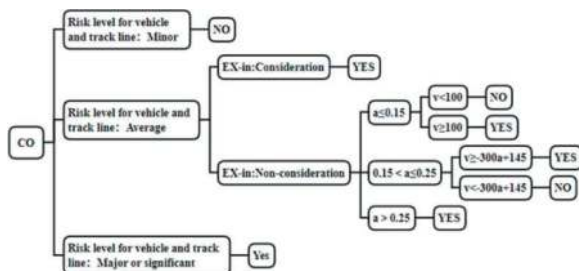 Risk level for vehicle
and track line: Minor
NO
EX-in:Consideration
YES
v<100
NO
a≤0.15
Risk level for vehicle and
track line: Average
v≥100
YES
CO
v≥-300a+145
YES
EX-in:Non-consideration
0.15 < a≤0.25
v<-300a+145
NO
a > 0.25
YES
Risk level for vehicle and track
line: Major or significant
Yes